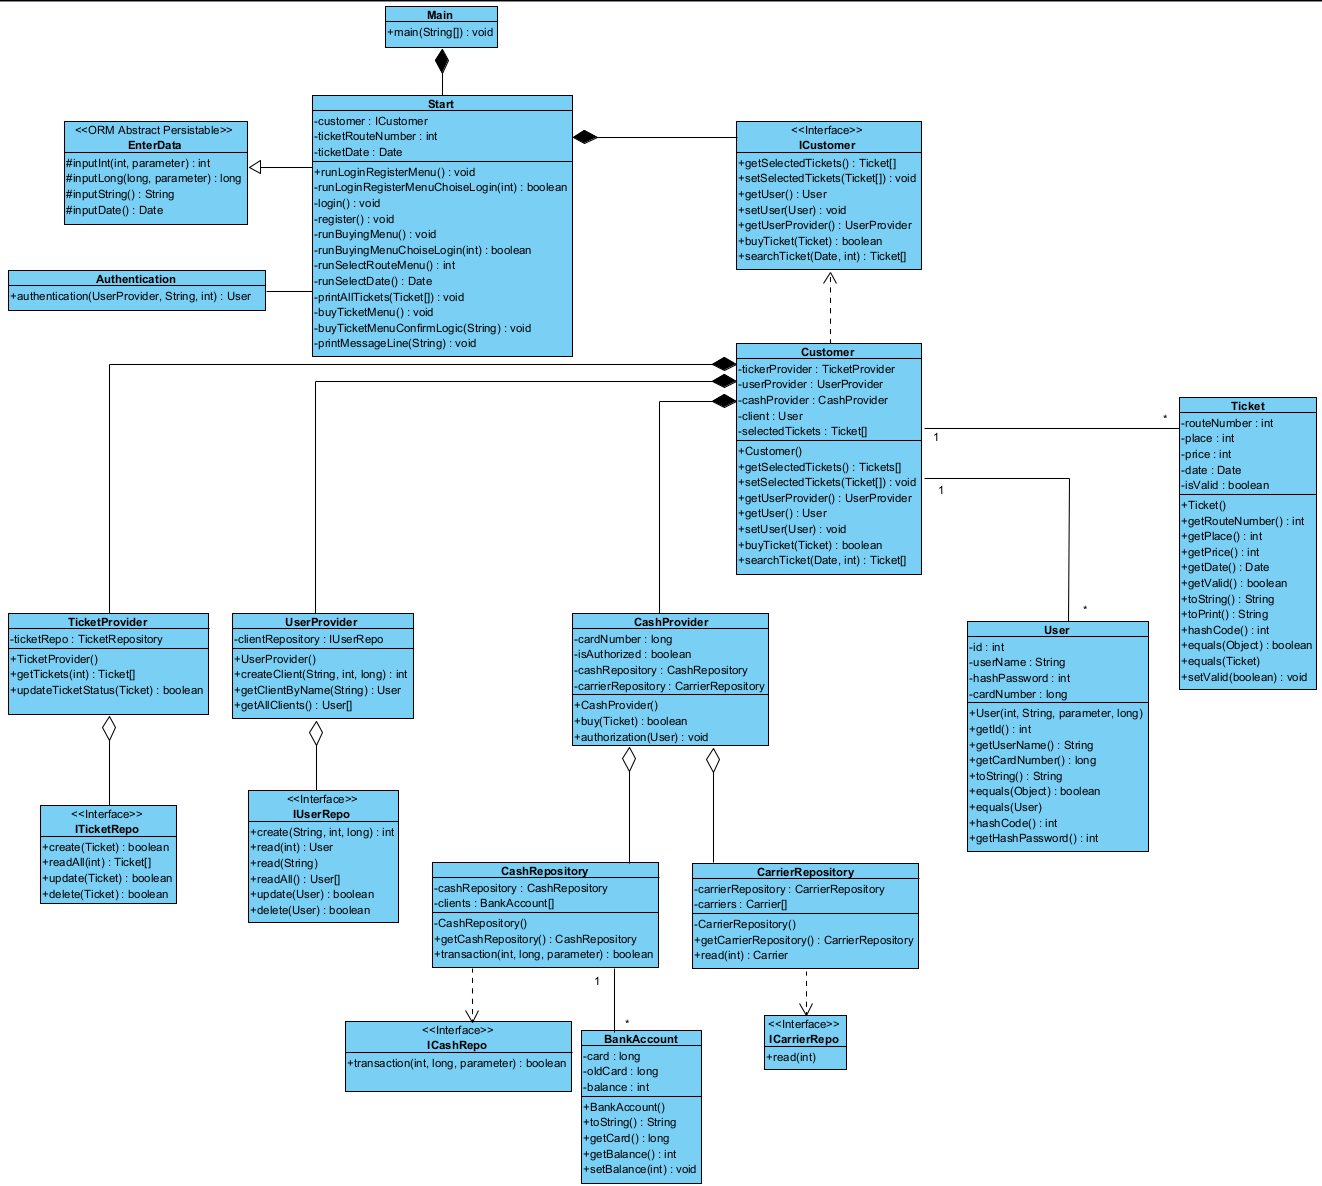 Main
+main(String[]) : void
Start
-customer : ICustomer
-ticketRouteNumber : int
-ticketDate : Date
+runLoginRegisterMenu() : void
-runLoginRegisterMenuChoiseLogin(int) : boolean
-login() : void
-register() : void
-runBuyingMenu() : void
-runBuyingMenuChoiseLogin(int) : boolean
-runSelectRouteMenu() : int
-runSelectDate() : Date
-printAllTickets(Ticket[]) : void
-buyTicketMenu() : void
-buyTicketMenuConfirmLogic(String) : void
-printMessageLine(String) : void
<<ORM Abstract Persistable>>
EnterData
#inputInt(int, parameter) : int
#inputLong(long, parameter) : long
#inputString() : String
#inputDate() : Date
Authentication
+authentication(UserProvider, String, int) : User
<<Interface>>
ICustomer
+getSelectedTickets() : Ticket[]
+setSelectedTickets(Ticket[]) : void
+getUser() : User
+setUser(User) : void
+getUserProvider() : UserProvider
+buyTicket(Ticket) : boolean
+searchTicket(Date, int) : Ticket[]
Customer
-tickerProvider : TicketProvider
-userProvider : UserProvider
-cashProvider : CashProvider
-client : User
-selectedTickets : Ticket[]
+Customer()
+getSelectedTickets() : Tickets[]
+setSelectedTickets(Ticket[]) : void
+getUserProvider() : UserProvider
+getUser() : User
+setUser(User) : void
+buyTicket(Ticket) : boolean
+searchTicket(Date, int) : Ticket[]
1
*
1
*
Ticket
-routeNumber : int
-place : int
-price : int
-date : Date
-isValid : boolean
+Ticket()
+getRouteNumber() : int
+getPlace() : int
+getPrice() : int
+getDate() : Date
+getValid() : boolean
+toString() : String
+toPrint() : String
+hashCode() : int
+equals(Object) : boolean
+equals(Ticket)
+setValid(boolean) : void
TicketProvider
-ticketRepo : TicketRepository
+TicketProvider()
+getTickets(int) : Ticket[]
+updateTicketStatus(Ticket) : boolean
UserProvider
-clientRepository : IUserRepo
+UserProvider()
+createClient(String, int, long) : int
+getClientByName(String) : User
+getAllClients() : User[]
CashProvider
-cardNumber : long
-isAuthorized : boolean
-cashRepository : CashRepository
-carrierRepository : CarrierRepository
+CashProvider()
+buy(Ticket) : boolean
+authorization(User) : void
User
-id : int
-userName : String
-hashPassword : int
-cardNumber : long
+User(int, String, parameter, long)
+getId() : int
+getUserName() : String
+getCardNumber() : long
+toString() : String
+equals(Object) : boolean
+equals(User)
+hashCode() : int
+getHashPassword() : int
<<Interface>>
ITicketRepo
+create(Ticket) : boolean
+readAll(int) : Ticket[]
+update(Ticket) : boolean
+delete(Ticket) : boolean
<<Interface>>
IUserRepo
+create(String, int, long) : int
+read(int) : User
+read(String)
+readAll() : User[]
+update(User) : boolean
+delete(User) : boolean
CashRepository
-cashRepository : CashRepository
-clients : BankAccount[]
-CashRepository()
+getCashRepository() : CashRepository
+transaction(int, long, parameter) : boolean
CarrierRepository
-carrierRepository : CarrierRepository
-carriers : Carrier[]
-CarrierRepository()
+getCarrierRepository() : CarrierRepository
+read(int) : Carrier
1
*
<<Interface>>
ICashRepo
+transaction(int, long, parameter) : boolean
BankAccount
-card : long
-oldCard : long
-balance : int
+BankAccount()
+toString() : String
+getCard() : long
+getBalance() : int
+setBalance(int) : void
<<Interface>>
ICarrierRepo
+read(int)